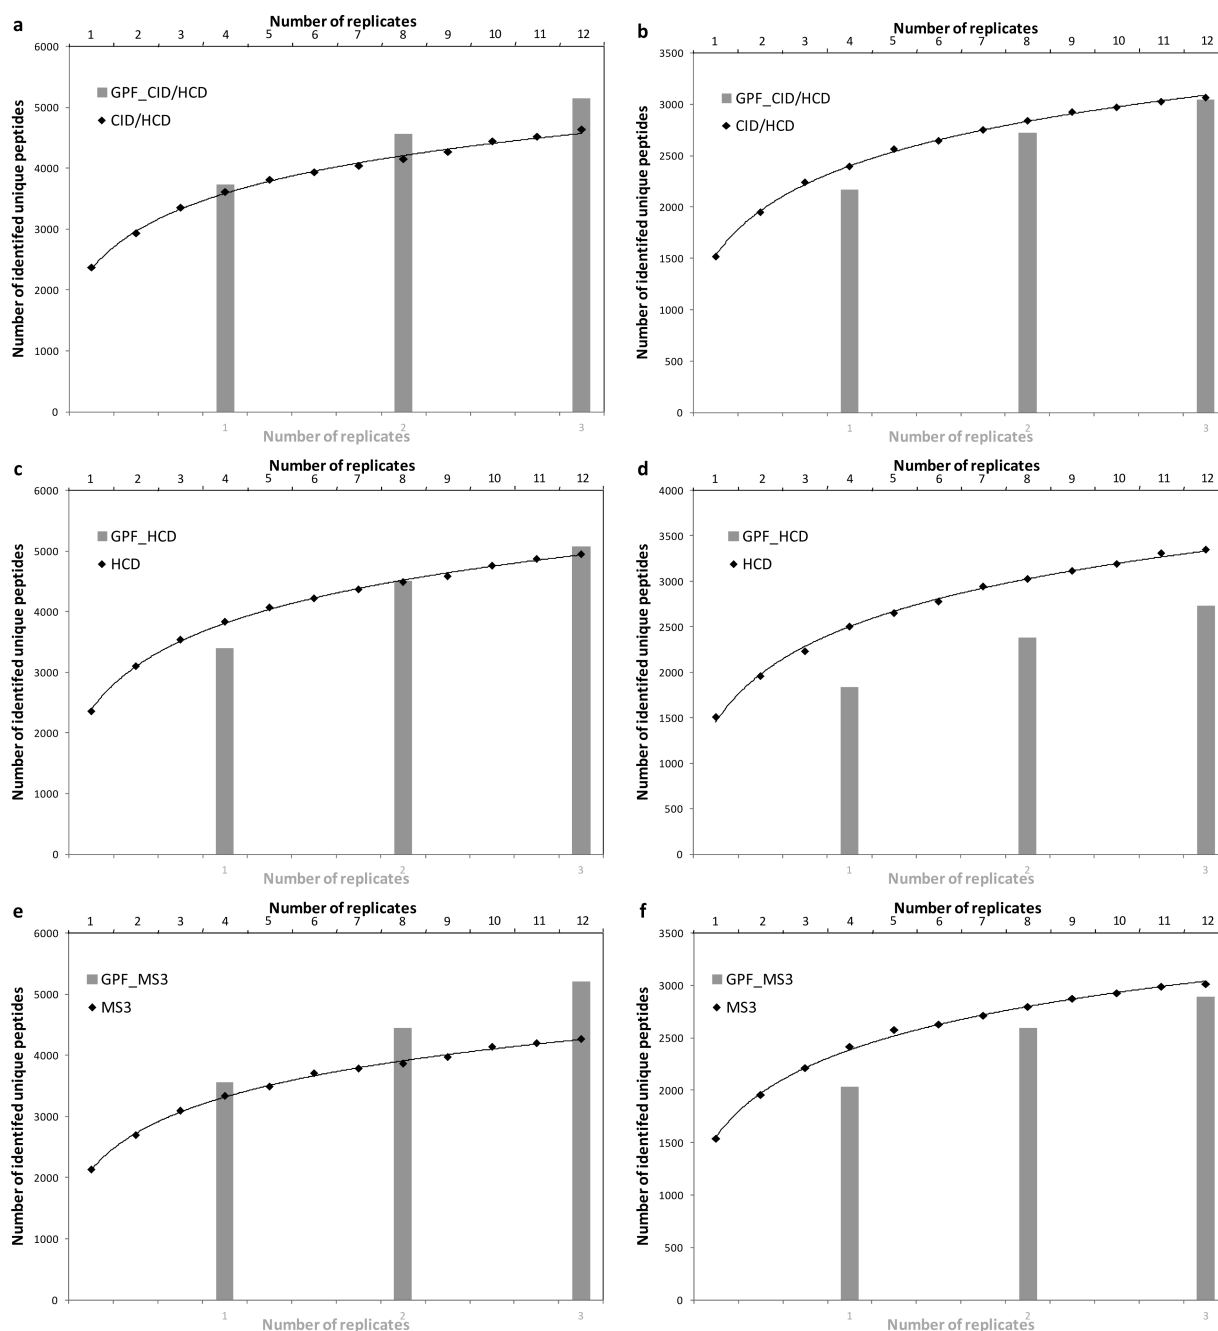 a
Number of replicates
1 2 3 4 5 6 7 8 9 10 11 12
Number of identifed unique peptides
6000
5000
4000
3000
2000
1000
0
GPF_CID/HCD
CID/HCD
1 2 3
Number of replicates
b
Number of replicates
1 2 3 4 5 6 7 8 9 10 11 12
Number of identifed unique peptides
3500
3000
2500
2000
1500
1000
500
0
GPF_CID/HCD
CID/HCD
1 2 3
Number of replicates
c
Number of replicates
1 2 3 4 5 6 7 8 9 10 11 12
Number of identifed unique peptides
6000
5000
4000
3000
2000
1000
0
GPF_HCD
HCD
1 2 3
Number of replicates
d
Number of replicates
1 2 3 4 5 6 7 8 9 10 11 12
Number of identifed unique peptides
4000
3500
3000
2500
2000
1500
1000
500
0
GPF_HCD
HCD
1 2 3
Number of replicates
e
Number of replicates
1 2 3 4 5 6 7 8 9 10 11 12
Number of identifed unique peptides
6000
5000
4000
3000
2000
1000
0
GPF_MS3
MS3
1 2 3
Number of replicates
f
Number of replicates
1 2 3 4 5 6 7 8 9 10 11 12
Number of identifed unique peptides
3500
3000
2500
2000
1500
1000
500
0
GPF_MS3
MS3
1 2 3
Number of replicates